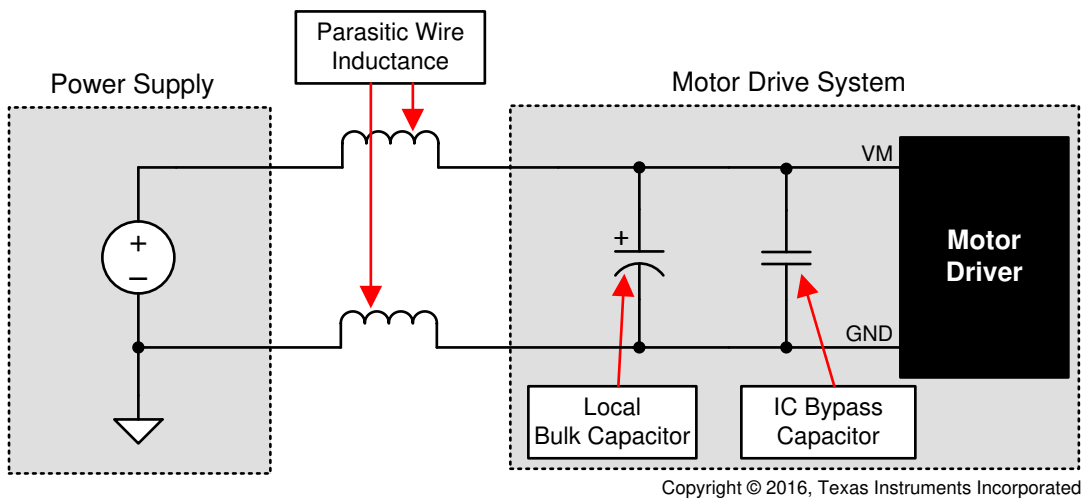 Parasitic Wire
Inductance
Power Supply
Motor Drive System
VM
+
–
+
Motor
Driver
GND
Local
Bulk Capacitor
IC Bypass
Capacitor
Copyright © 2016, Texas Instruments Incorporated